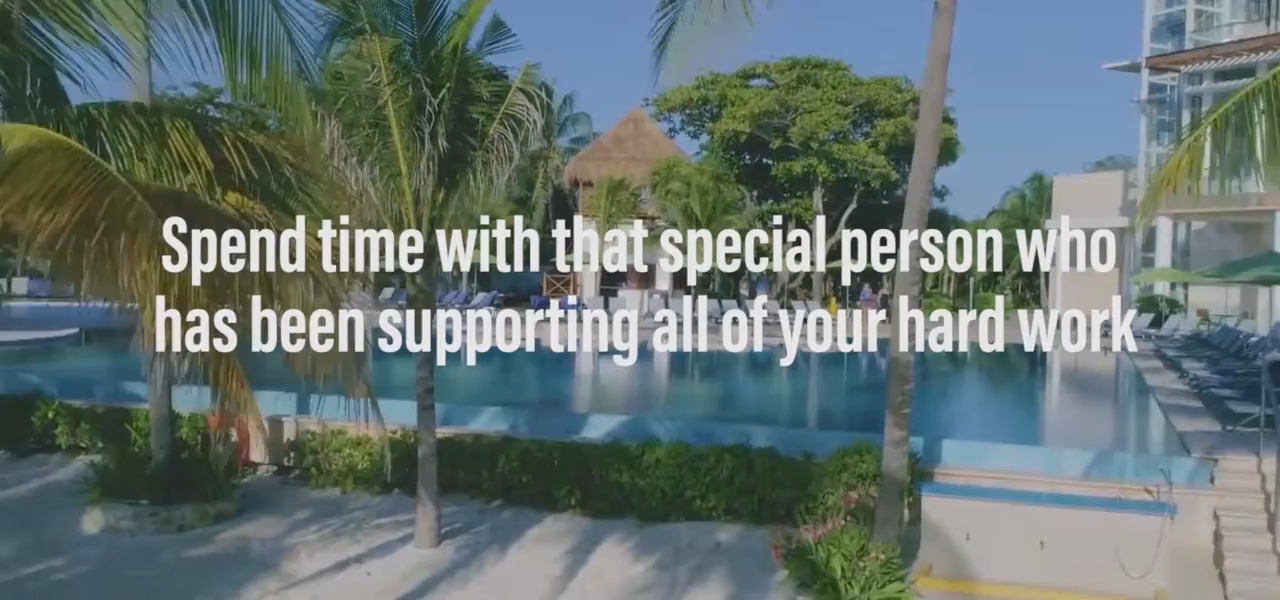 Spend time with that special person who
has been supporting all of your hard work